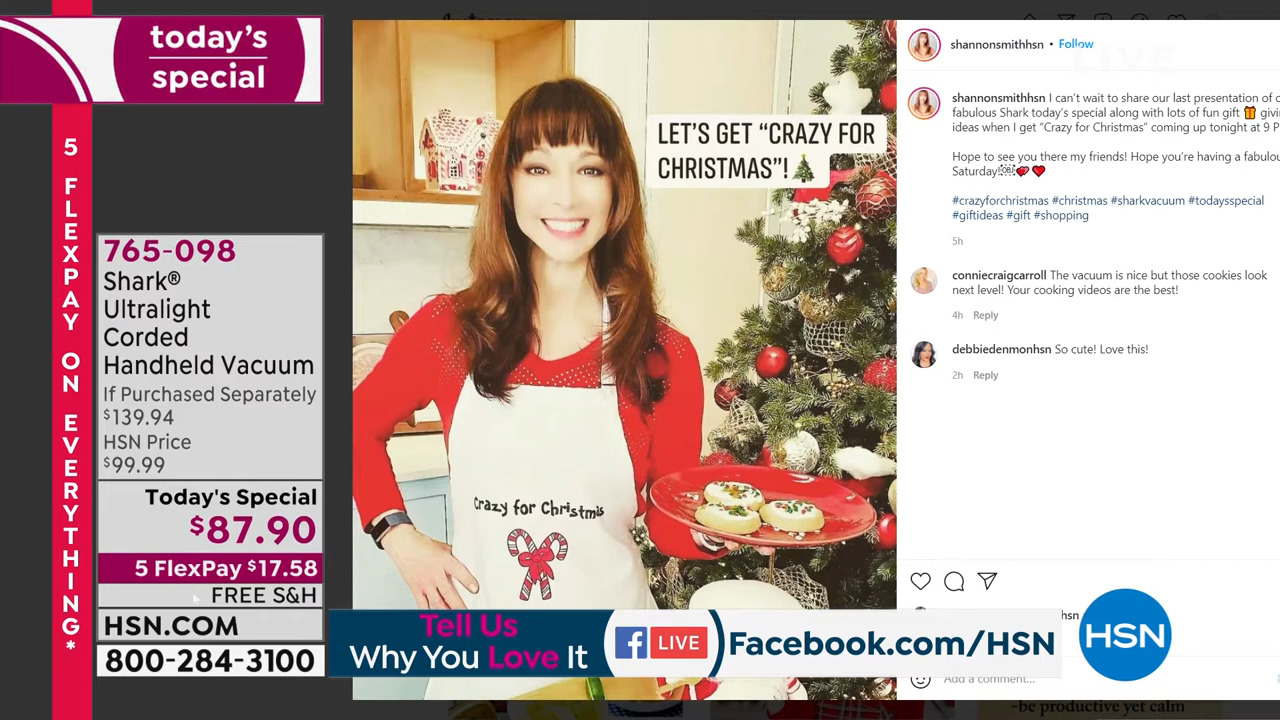 today's
special
5 FLEXPAY ON EVERYTHING*
765-098
Shark®
Ultralight
Corded
Handheld Vacuum
If Purchased Separately
$139.94
HSN Price
$99.99
Today's Special
$87.90
5 FlexPay $17.58
FREE S&H
HSN.COM
800-284-3100
LET'S GET “CRAZY FOR
CHRISTMAS”!🎄
Crazy for Christmas
shannonsmithhsn • Follow
LIVE
shannonsmithhsn I can't wait to share our last presentation of
fabulous Shark today's special along with lots of fun gift 🎁
ideas when I get “Crazy for Christmas” coming up tonight at 9
Hope to see you there my friends! Hope you're having a
Saturday ❤️
#crazyforchristmas #christmas #sharkvacuum #todaysspecial
#giftideas #gift #shopping
5h
conniecraigcarroll The vacuum is nice but those cookies look
next level! Your cooking videos are the best!
4h Reply
debbiedenmonhsn So cute! Love this!
2h Reply
Tell Us
Why You Love It
LIVE
Facebook.com/HSN
HSN
Add a comment...
-be productive yet calm